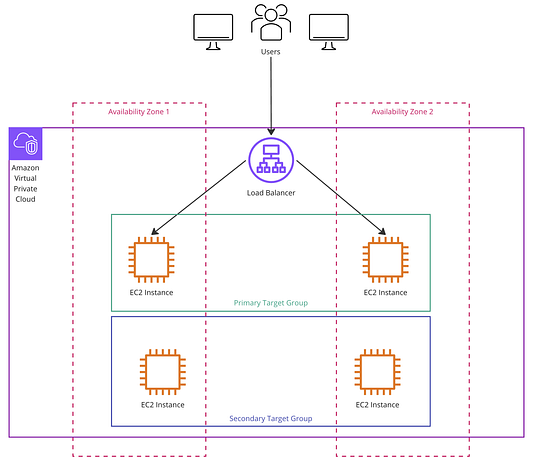 Users
Availability Zone 1
Availability Zone 2
Amazon
Virtual
Private
Cloud
Load Balancer
EC2 Instance
EC2 Instance
Primary Target Group
EC2 Instance
EC2 Instance
Secondary Target Group